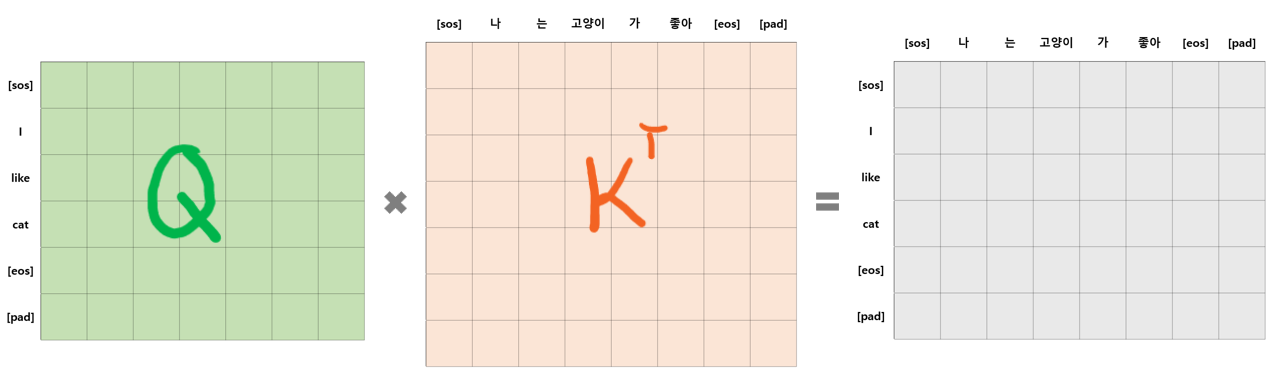 [sos] 나 는 고양이 가 좋아 [eos] [pad]
[sos] 나 는 고양이 가 좋아 [eos] [pad]
[sos]
I
like
cat
[eos]
[pad]
Q
×
K^T
=
[sos]
I
like
cat
[eos]
[pad]